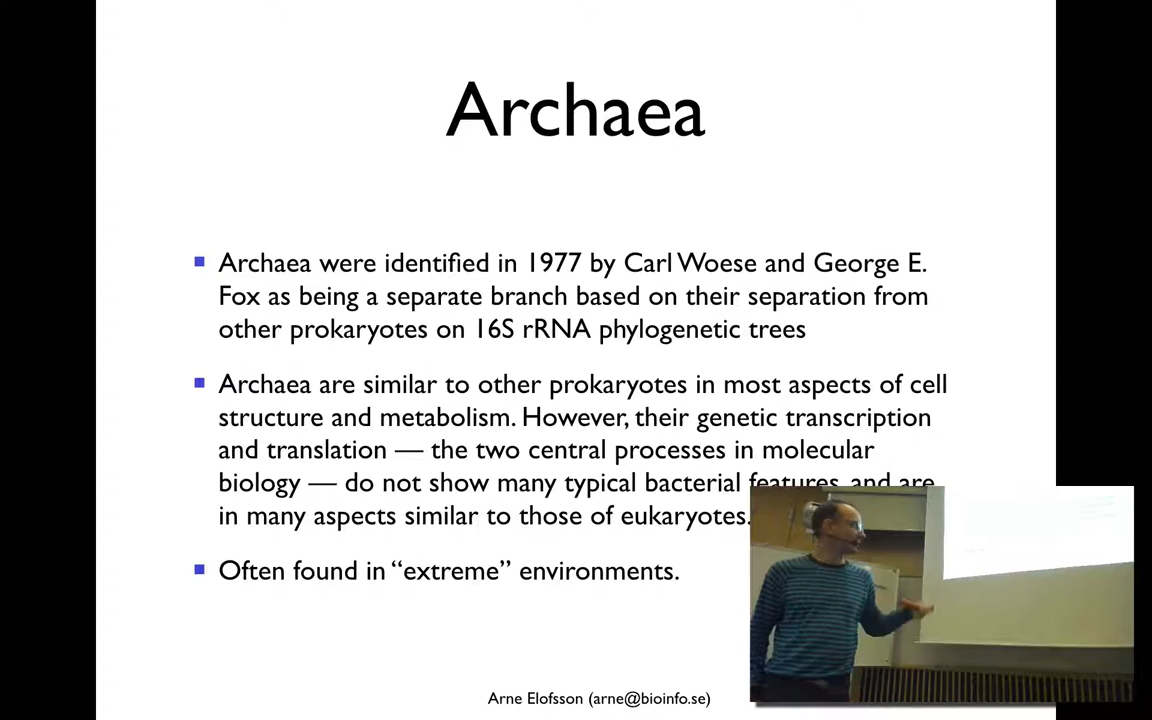 Archaea
Archaea were identified in 1977 by Carl Woese and George E.
Fox as being a separate branch based on their separation from
other prokaryotes on 16S rRNA phylogenetic trees
Archaea are similar to other prokaryotes in most aspects of cell
structure and metabolism. However, their genetic transcription
and translation — the two central processes in molecular
biology — do not show many typical bacterial features, and are
in many aspects similar to those of eukaryotes.
Often found in “extreme” environments.
Arne Elofsson (arne@bioinfo.se)